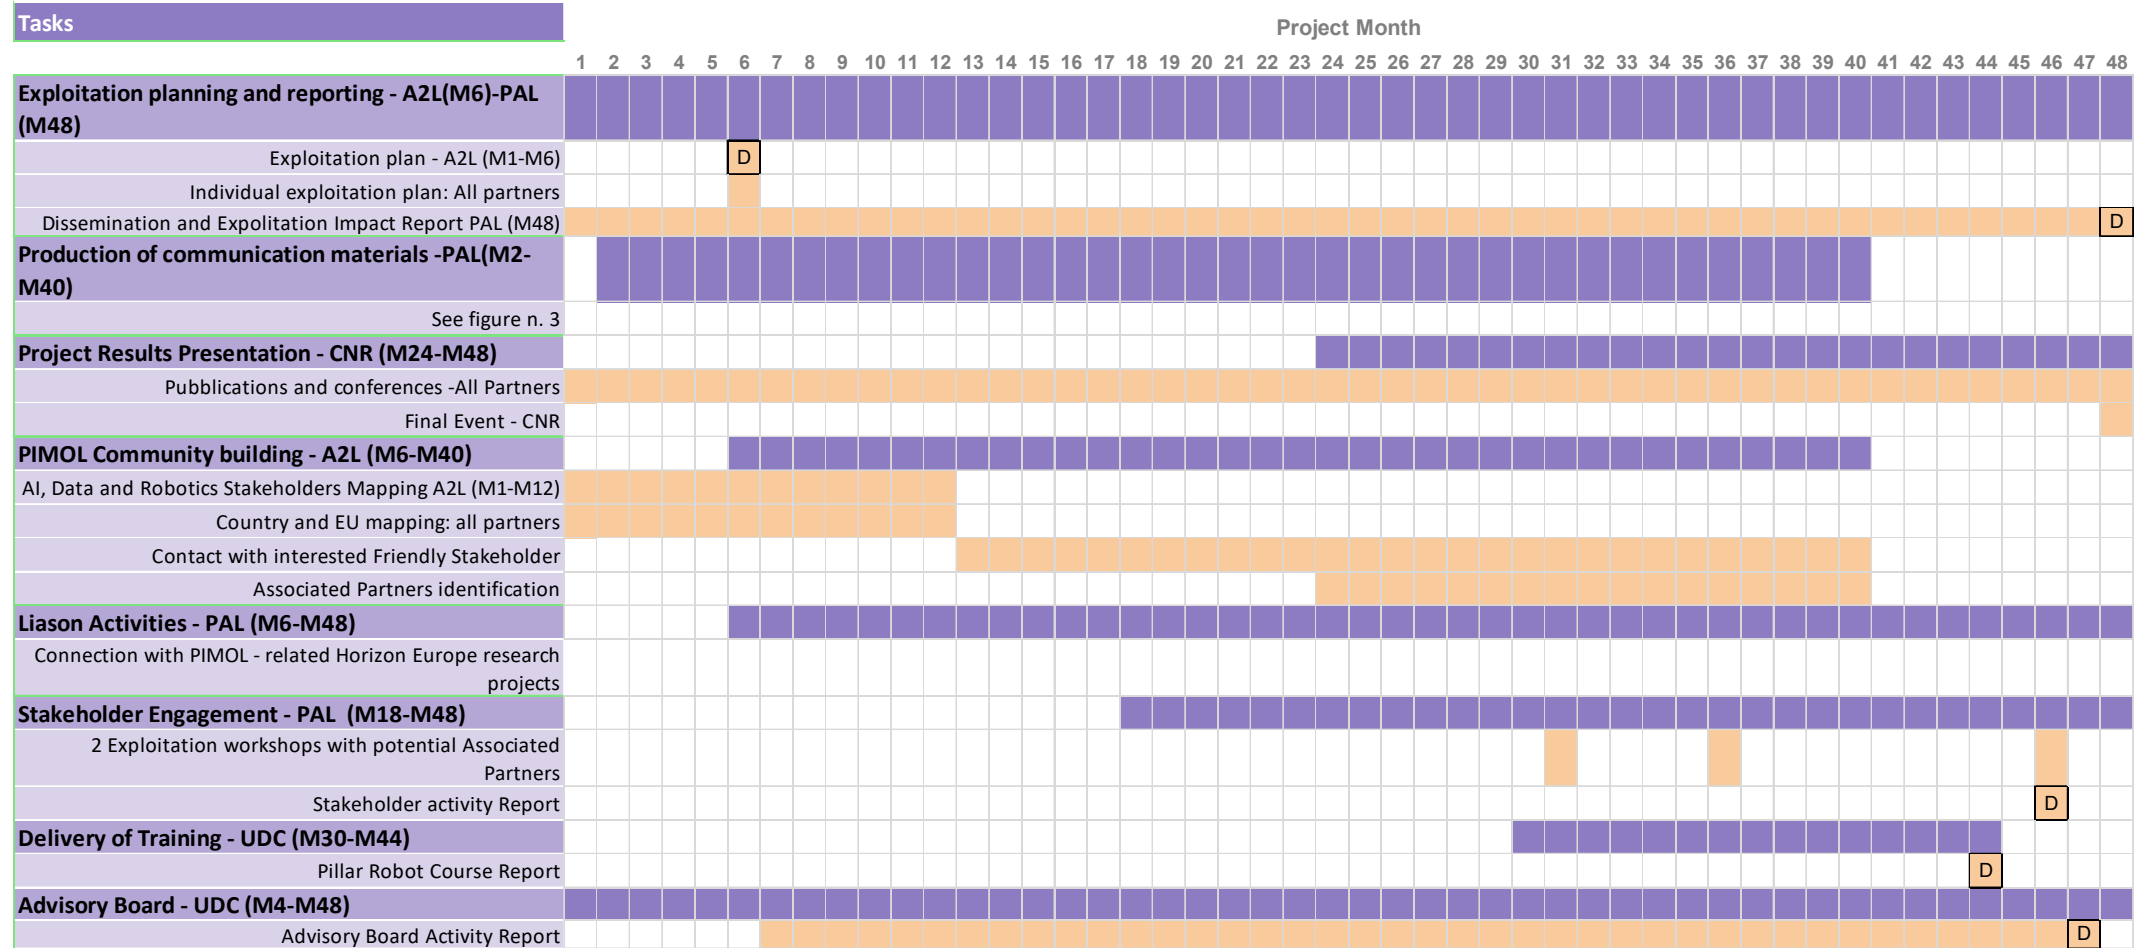 Tasks
Project Month
1 2 3 4 5 6 7 8 9 10 11 12 13 14 15 16 17 18 19 20 21 22 23 24 25 26 27 28 29 30 31 32 33 34 35 36 37 38 39 40 41 42 43 44 45 46 47 48
Exploitation planning and reporting - A2L(M6)-PAL
(M48)
Exploitation plan - A2L (M1-M6) D
Individual exploitation plan: All partners
Dissemination and Expolitation Impact Report PAL (M48) D
Production of communication materials -PAL(M2-
M40)
See figure n. 3
Project Results Presentation - CNR (M24-M48)
Pubblications and conferences -All Partners
Final Event - CNR
PIMOL Community building - A2L (M6-M40)
AI, Data and Robotics Stakeholders Mapping A2L (M1-M12)
Country and EU mapping: all partners
Contact with interested Friendly Stakeholder
Associated Partners identification
Liason Activities - PAL (M6-M48)
Connection with PIMOL - related Horizon Europe research
projects
Stakeholder Engagement - PAL (M18-M48)
2 Exploitation workshops with potential Associated
Partners
Stakeholder activity Report D
Delivery of Training - UDC (M30-M44)
Pillar Robot Course Report D
Advisory Board - UDC (M4-M48)
Advisory Board Activity Report D